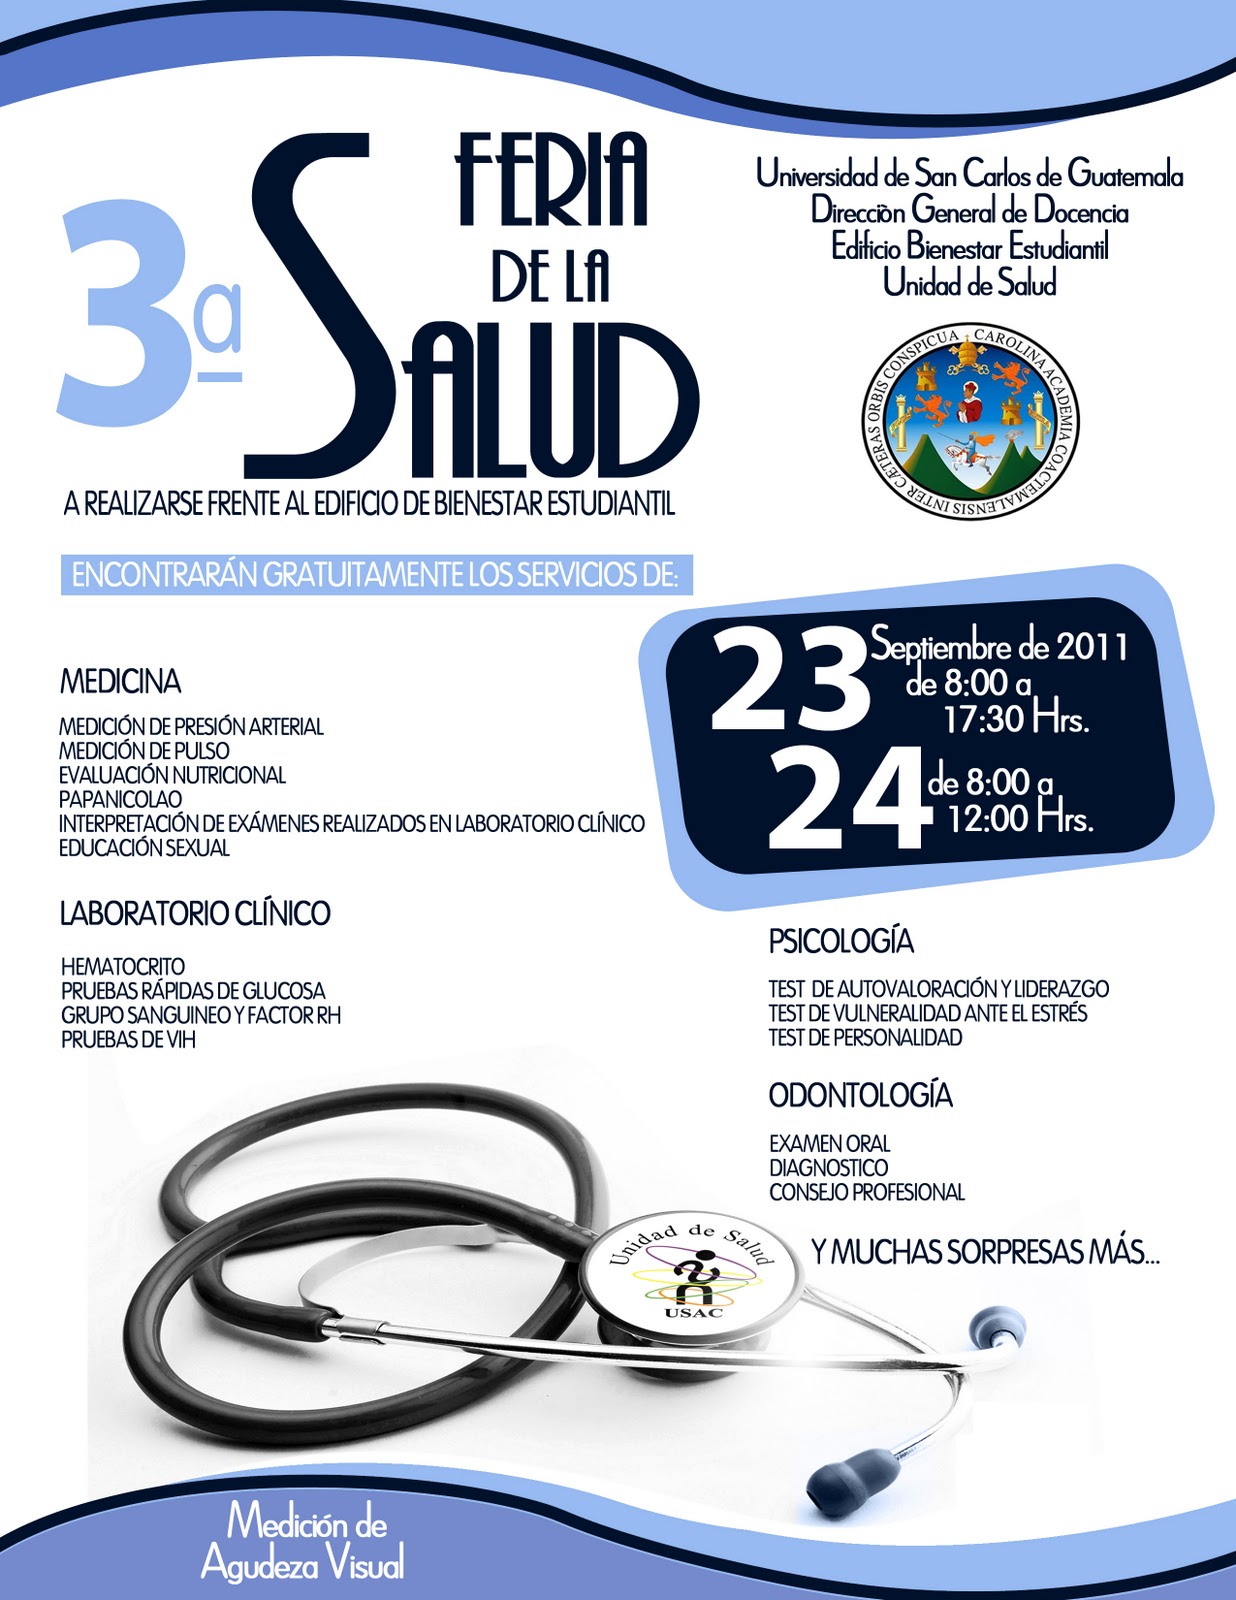 3ª
FERIA
DE LA
SALUD
A REALIZARSE FRENTE AL EDIFICIO DE BIENESTAR ESTUDIANTIL
Universidad de San Carlos de Guatemala
Direcciòn General de Docencia
Edificio Bienestar Estudiantil
Unidad de Salud
INTER CÆTERAS ORBIS CONSPICUA CAROLINA ACADEMIA COACTEMALENSIS
ENCONTRARÁN GRATUITAMENTE LOS SERVICIOS DE:
23 Septiembre de 2011
de 8:00 a
17:30 Hrs.
24 de 8:00 a
12:00 Hrs.
MEDICINA
MEDICIÓN DE PRESIÓN ARTERIAL
MEDICIÓN DE PULSO
EVALUACIÓN NUTRICIONAL
PAPANICOLAO
INTERPRETACIÓN DE EXÁMENES REALIZADOS EN LABORATORIO CLÍNICO
EDUCACIÓN SEXUAL
LABORATORIO CLÍNICO
HEMATOCRITO
PRUEBAS RÁPIDAS DE GLUCOSA
GRUPO SANGUINEO Y FACTOR RH
PRUEBAS DE VIH
PSICOLOGÍA
TEST DE AUTOVALORACIÓN Y LIDERAZGO
TEST DE VULNERALIDAD ANTE EL ESTRÉS
TEST DE PERSONALIDAD
ODONTOLOGÍA
EXAMEN ORAL
DIAGNOSTICO
CONSEJO PROFESIONAL
Y MUCHAS SORPRESAS MÁS...
Unidad de Salud
USAC
Medición de
Agudeza Visual